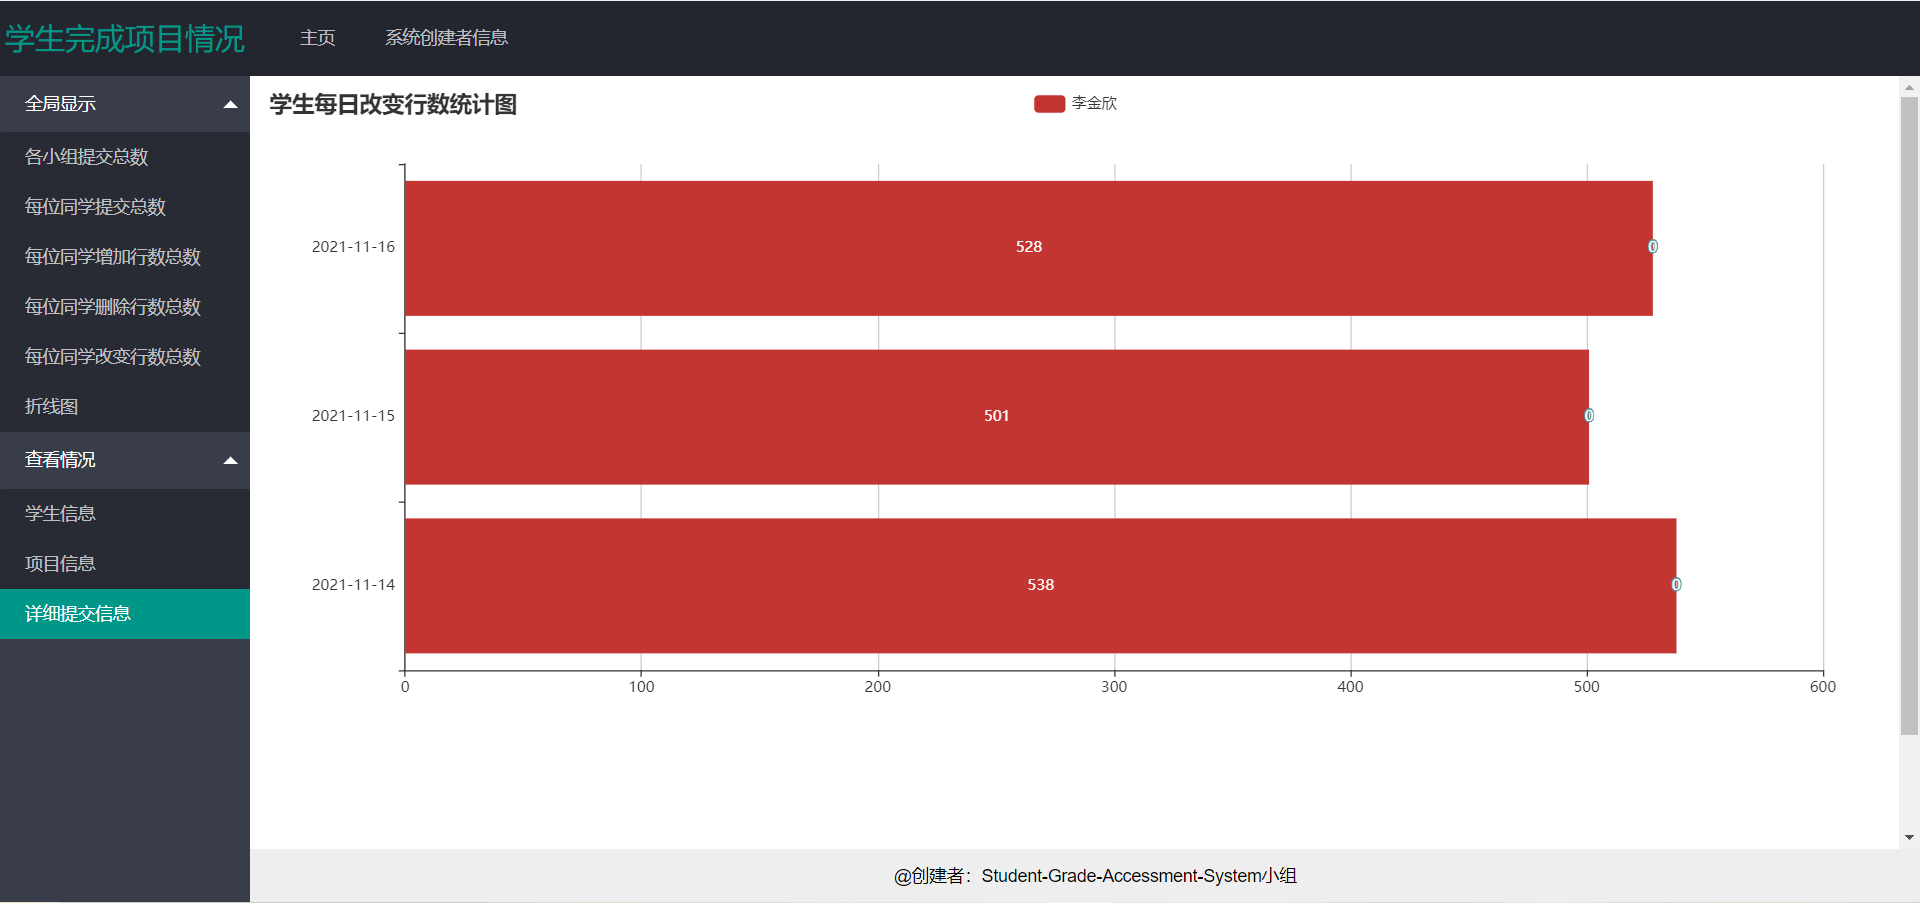 学生完成项目情况
主页
系统创建者信息
全局显示
各小组提交总数
每位同学提交总数
每位同学增加行数总数
每位同学删除行数总数
每位同学改变行数总数
折线图
查看情况
学生信息
项目信息
详细提交信息
学生每日改变行数统计图
李金欣
2021-11-16
528
0
2021-11-15
501
0
2021-11-14
538
0
0 100 200 300 400 500 600
@创建者：Student-Grade-Accessment-System小组